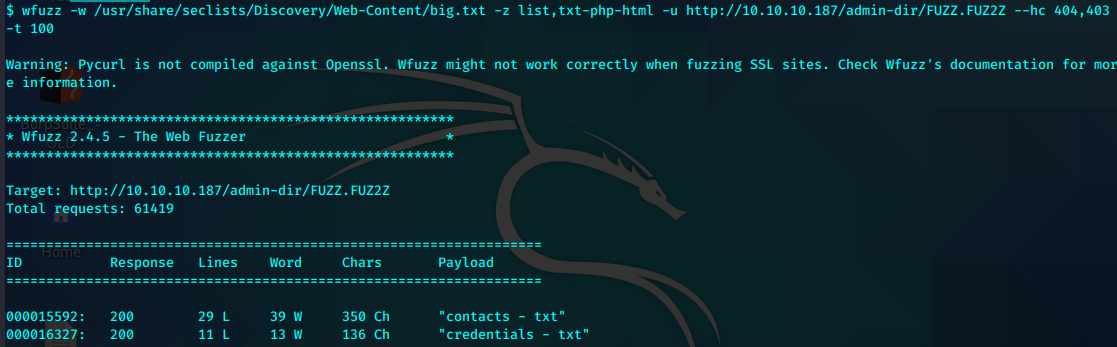 $ wfuzz -w /usr/share/seclists/Discovery/Web-Content/big.txt -z list,txt-php-html -u http://10.10.10.187/admin-dir/FUZZ.FUZ2Z --hc 404,403
-t 100
Warning: Pycurl is not compiled against Openssl. Wfuzz might not work correctly when fuzzing SSL sites. Check Wfuzz's documentation for mor
e information.
********************************************************
* Wfuzz 2.4.5 - The Web Fuzzer                         *
********************************************************
Target: http://10.10.10.187/admin-dir/FUZZ.FUZ2Z
Total requests: 61419
===================================================================
ID           Response   Lines    Word     Chars       Payload
===================================================================
Home
000015592:   200        29 L     39 W     350 Ch      "contacts - txt"
000016327:   200        11 L     13 W     136 Ch      "credentials - txt"